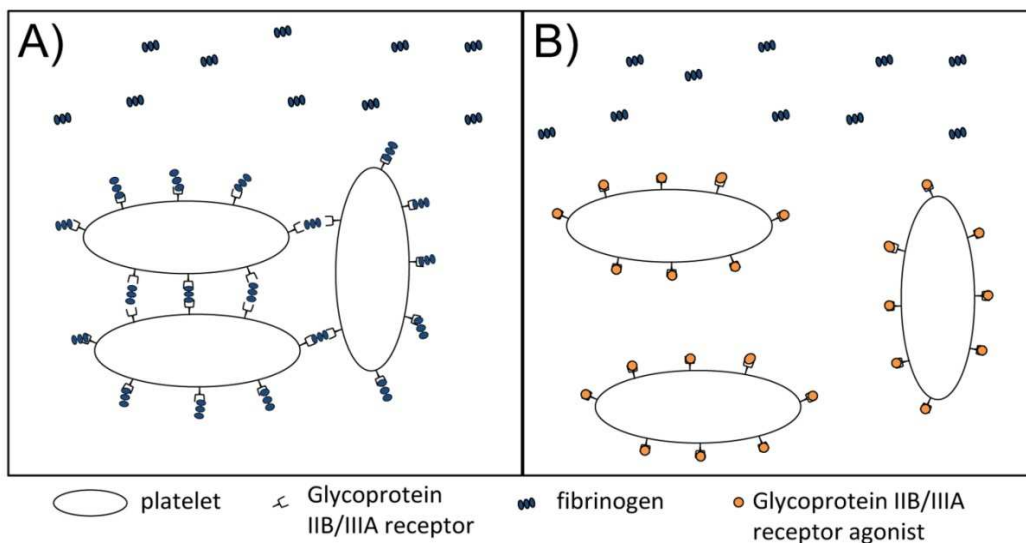 A)
B)
platelet
Glycoprotein
IIB/IIIA receptor
fibrinogen
Glycoprotein IIB/IIIA
receptor agonist